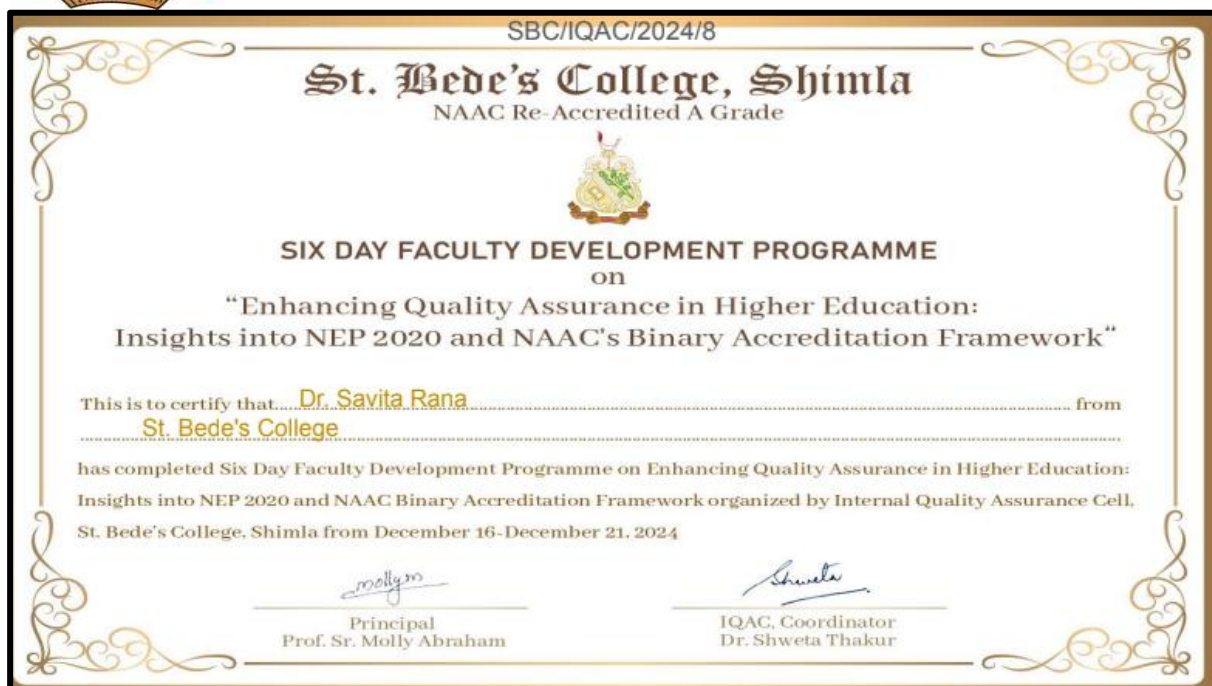 SBC/IQAC/2024/8
St. Bede's College, Shimla
NAAC Re-Accredited A Grade
SIX DAY FACULTY DEVELOPMENT PROGRAMME
on
“Enhancing Quality Assurance in Higher Education:
Insights into NEP 2020 and NAAC's Binary Accreditation Framework“
This is to certify that Dr. Savita Rana from
St. Bede's College
has completed Six Day Faculty Development Programme on Enhancing Quality Assurance in Higher Education:
Insights into NEP 2020 and NAAC Binary Accreditation Framework organized by Internal Quality Assurance Cell,
St. Bede's College, Shimla from December 16-December 21, 2024
mollym Shweta
Principal IQAC, Coordinator
Prof. Sr. Molly Abraham Dr. Shweta Thakur